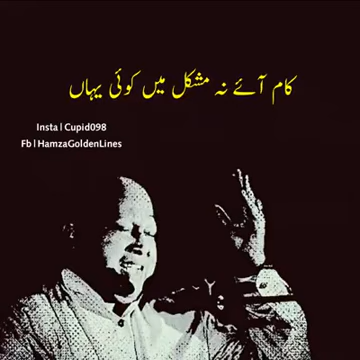 کام آئے نہ مشکل میں کوئی یہاں
Insta | Cupid098
Fb | HamzaGoldenLines